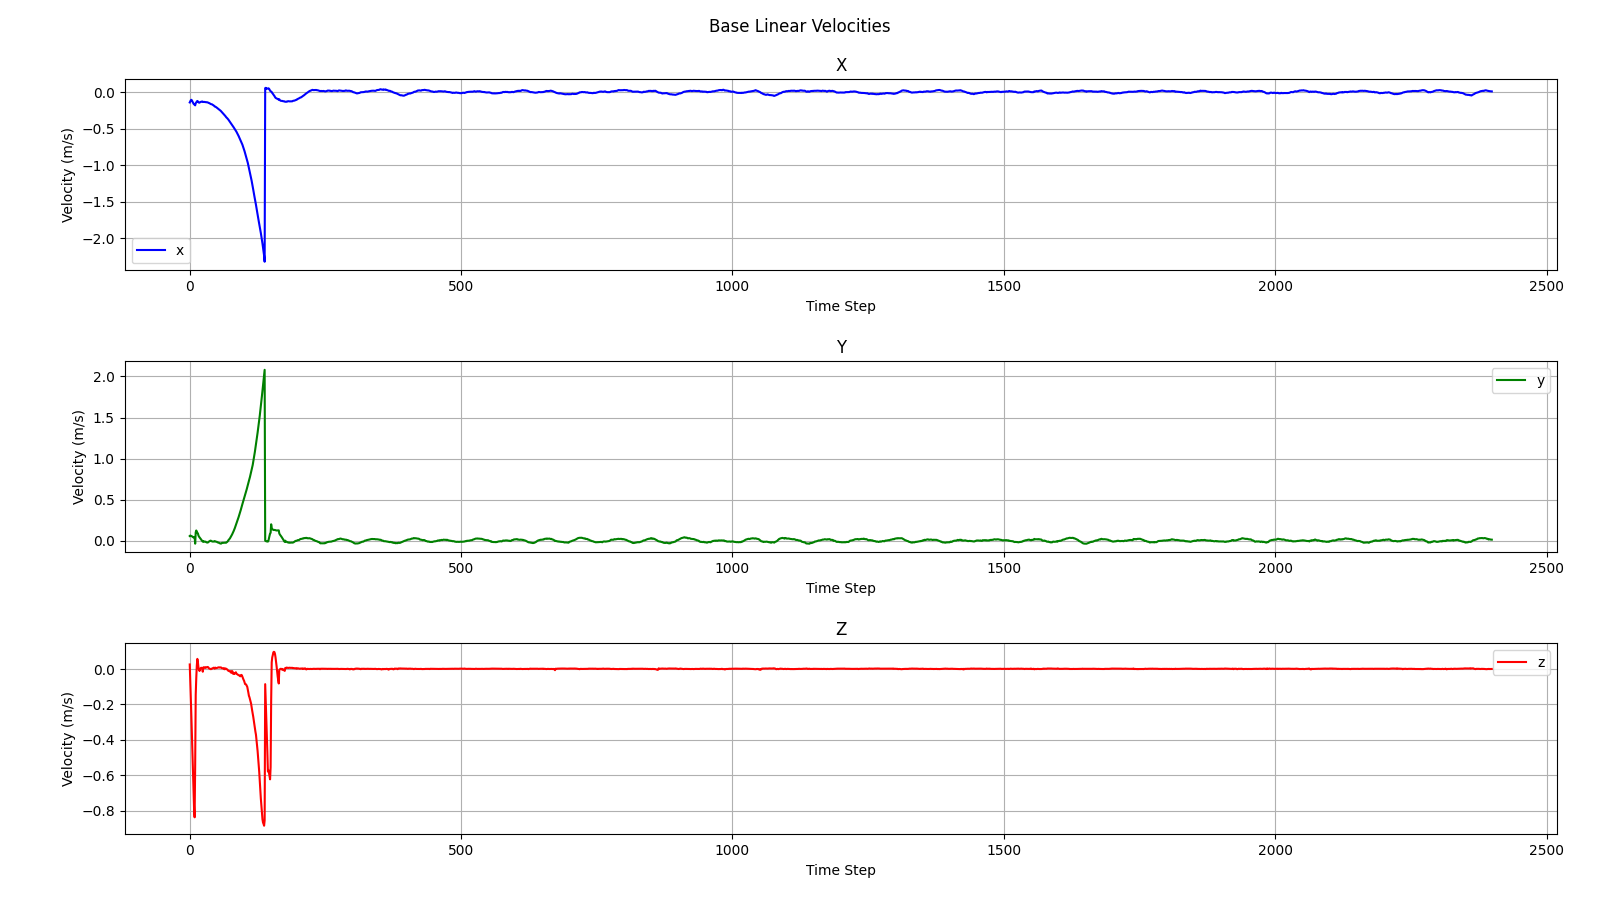 Base Linear Velocities
X
Velocity (m/s)
0.0
−0.5
−1.0
−1.5
−2.0
x
0 500 1000 1500 2000 2500
Time Step
Y
Velocity (m/s)
2.0
1.5
1.0
0.5
0.0
y
0 500 1000 1500 2000 2500
Time Step
Z
Velocity (m/s)
0.0
−0.2
−0.4
−0.6
−0.8
z
0 500 1000 1500 2000 2500
Time Step